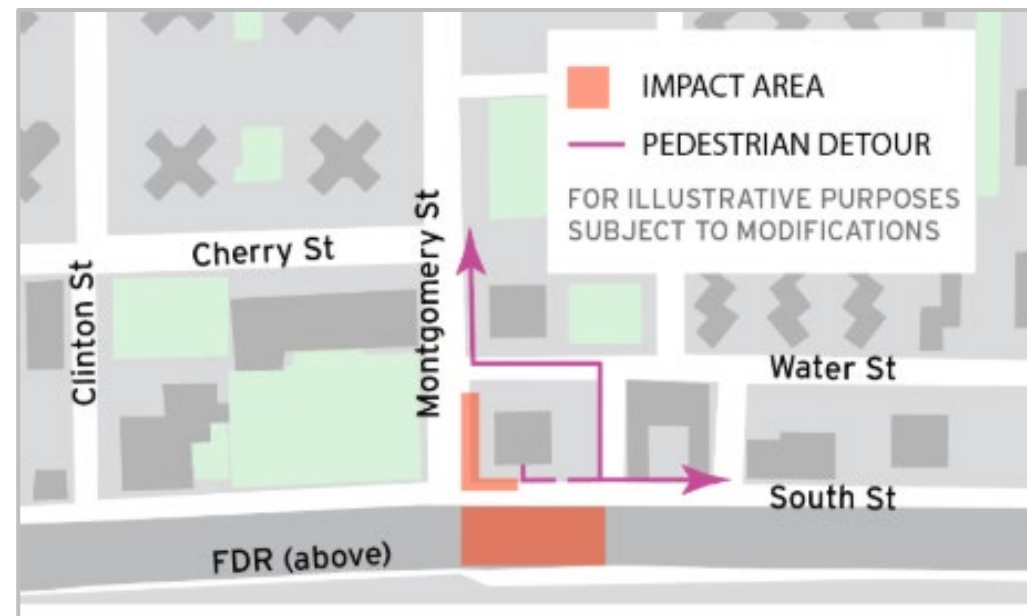 IMPACT AREA
PEDESTRIAN DETOUR
FOR ILLUSTRATIVE PURPOSES
SUBJECT TO MODIFICATIONS
Cherry St
Clinton St
Montgomery St
Water St
South St
FDR (above)